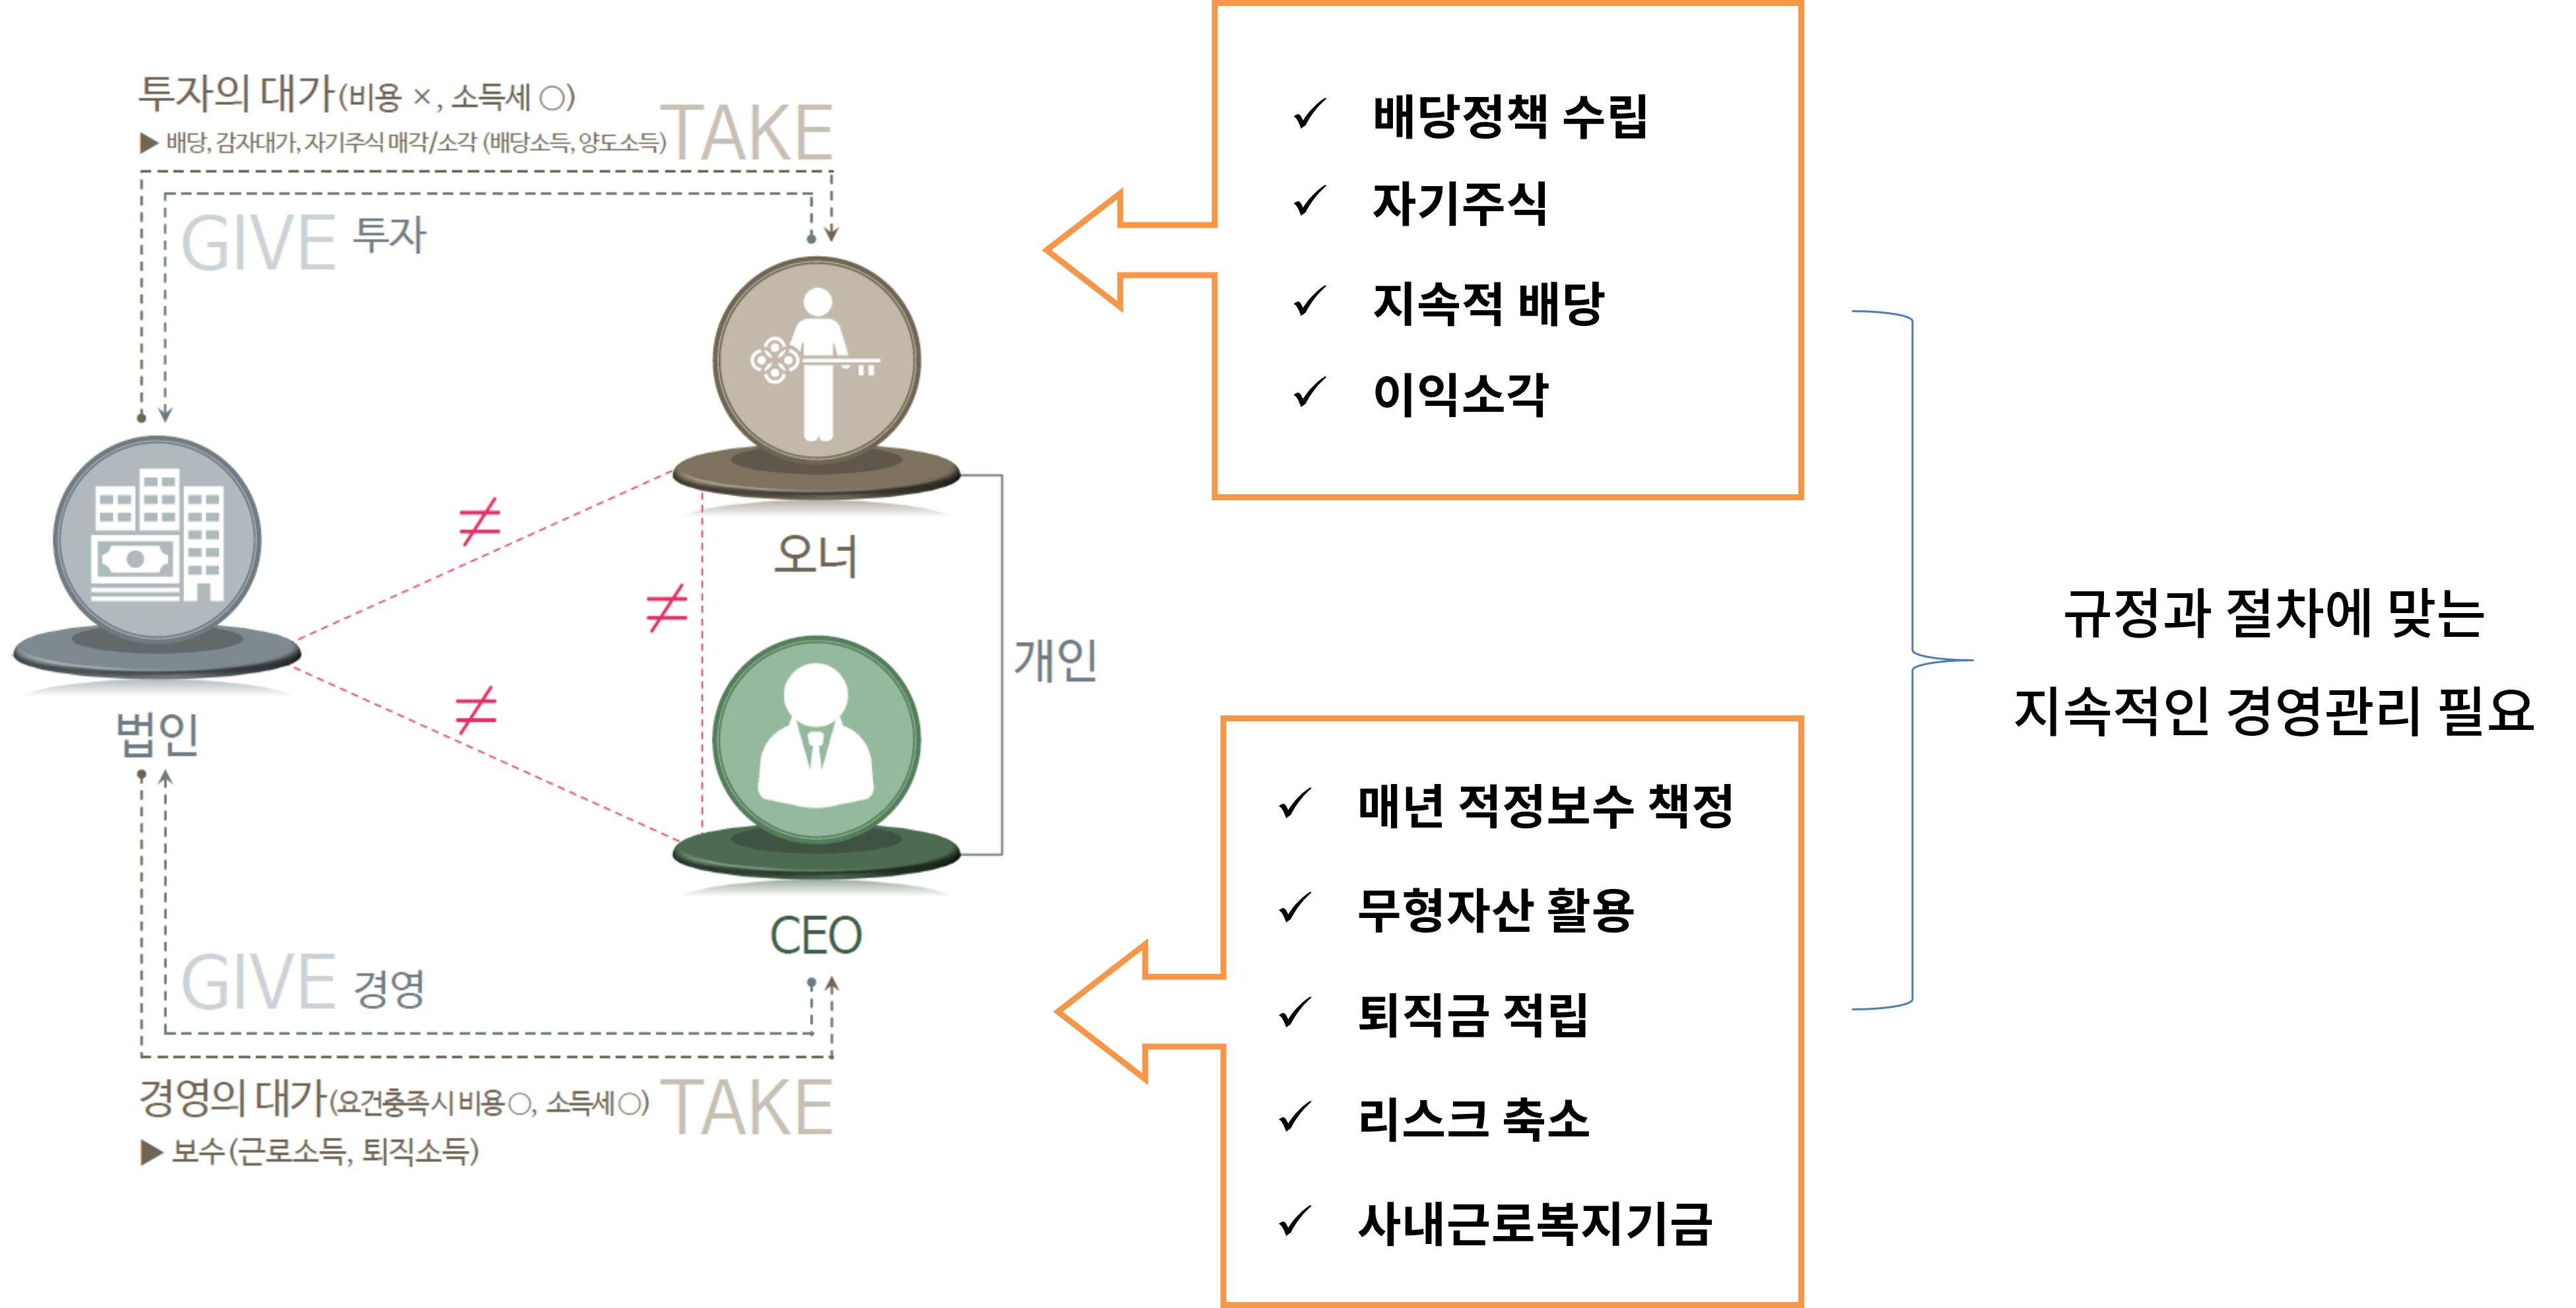 투자의 대가(비용 ×, 소득세 ○)
▶ 배당, 감자대가, 자기주식 매각/소각 (배당소득, 양도소득)
TAKE
GIVE 투자
오너
≠
≠
≠
개인
법인
CEO
GIVE 경영
경영의 대가(요건충족시 비용○, 소득세○)
TAKE
▶ 보수(근로소득, 퇴직소득)
✓ 배당정책 수립
✓ 자기주식
✓ 지속적 배당
✓ 이익소각
✓ 매년 적정보수 책정
✓ 무형자산 활용
✓ 퇴직금 적립
✓ 리스크 축소
✓ 사내근로복지기금
규정과 절차에 맞는
지속적인 경영관리 필요